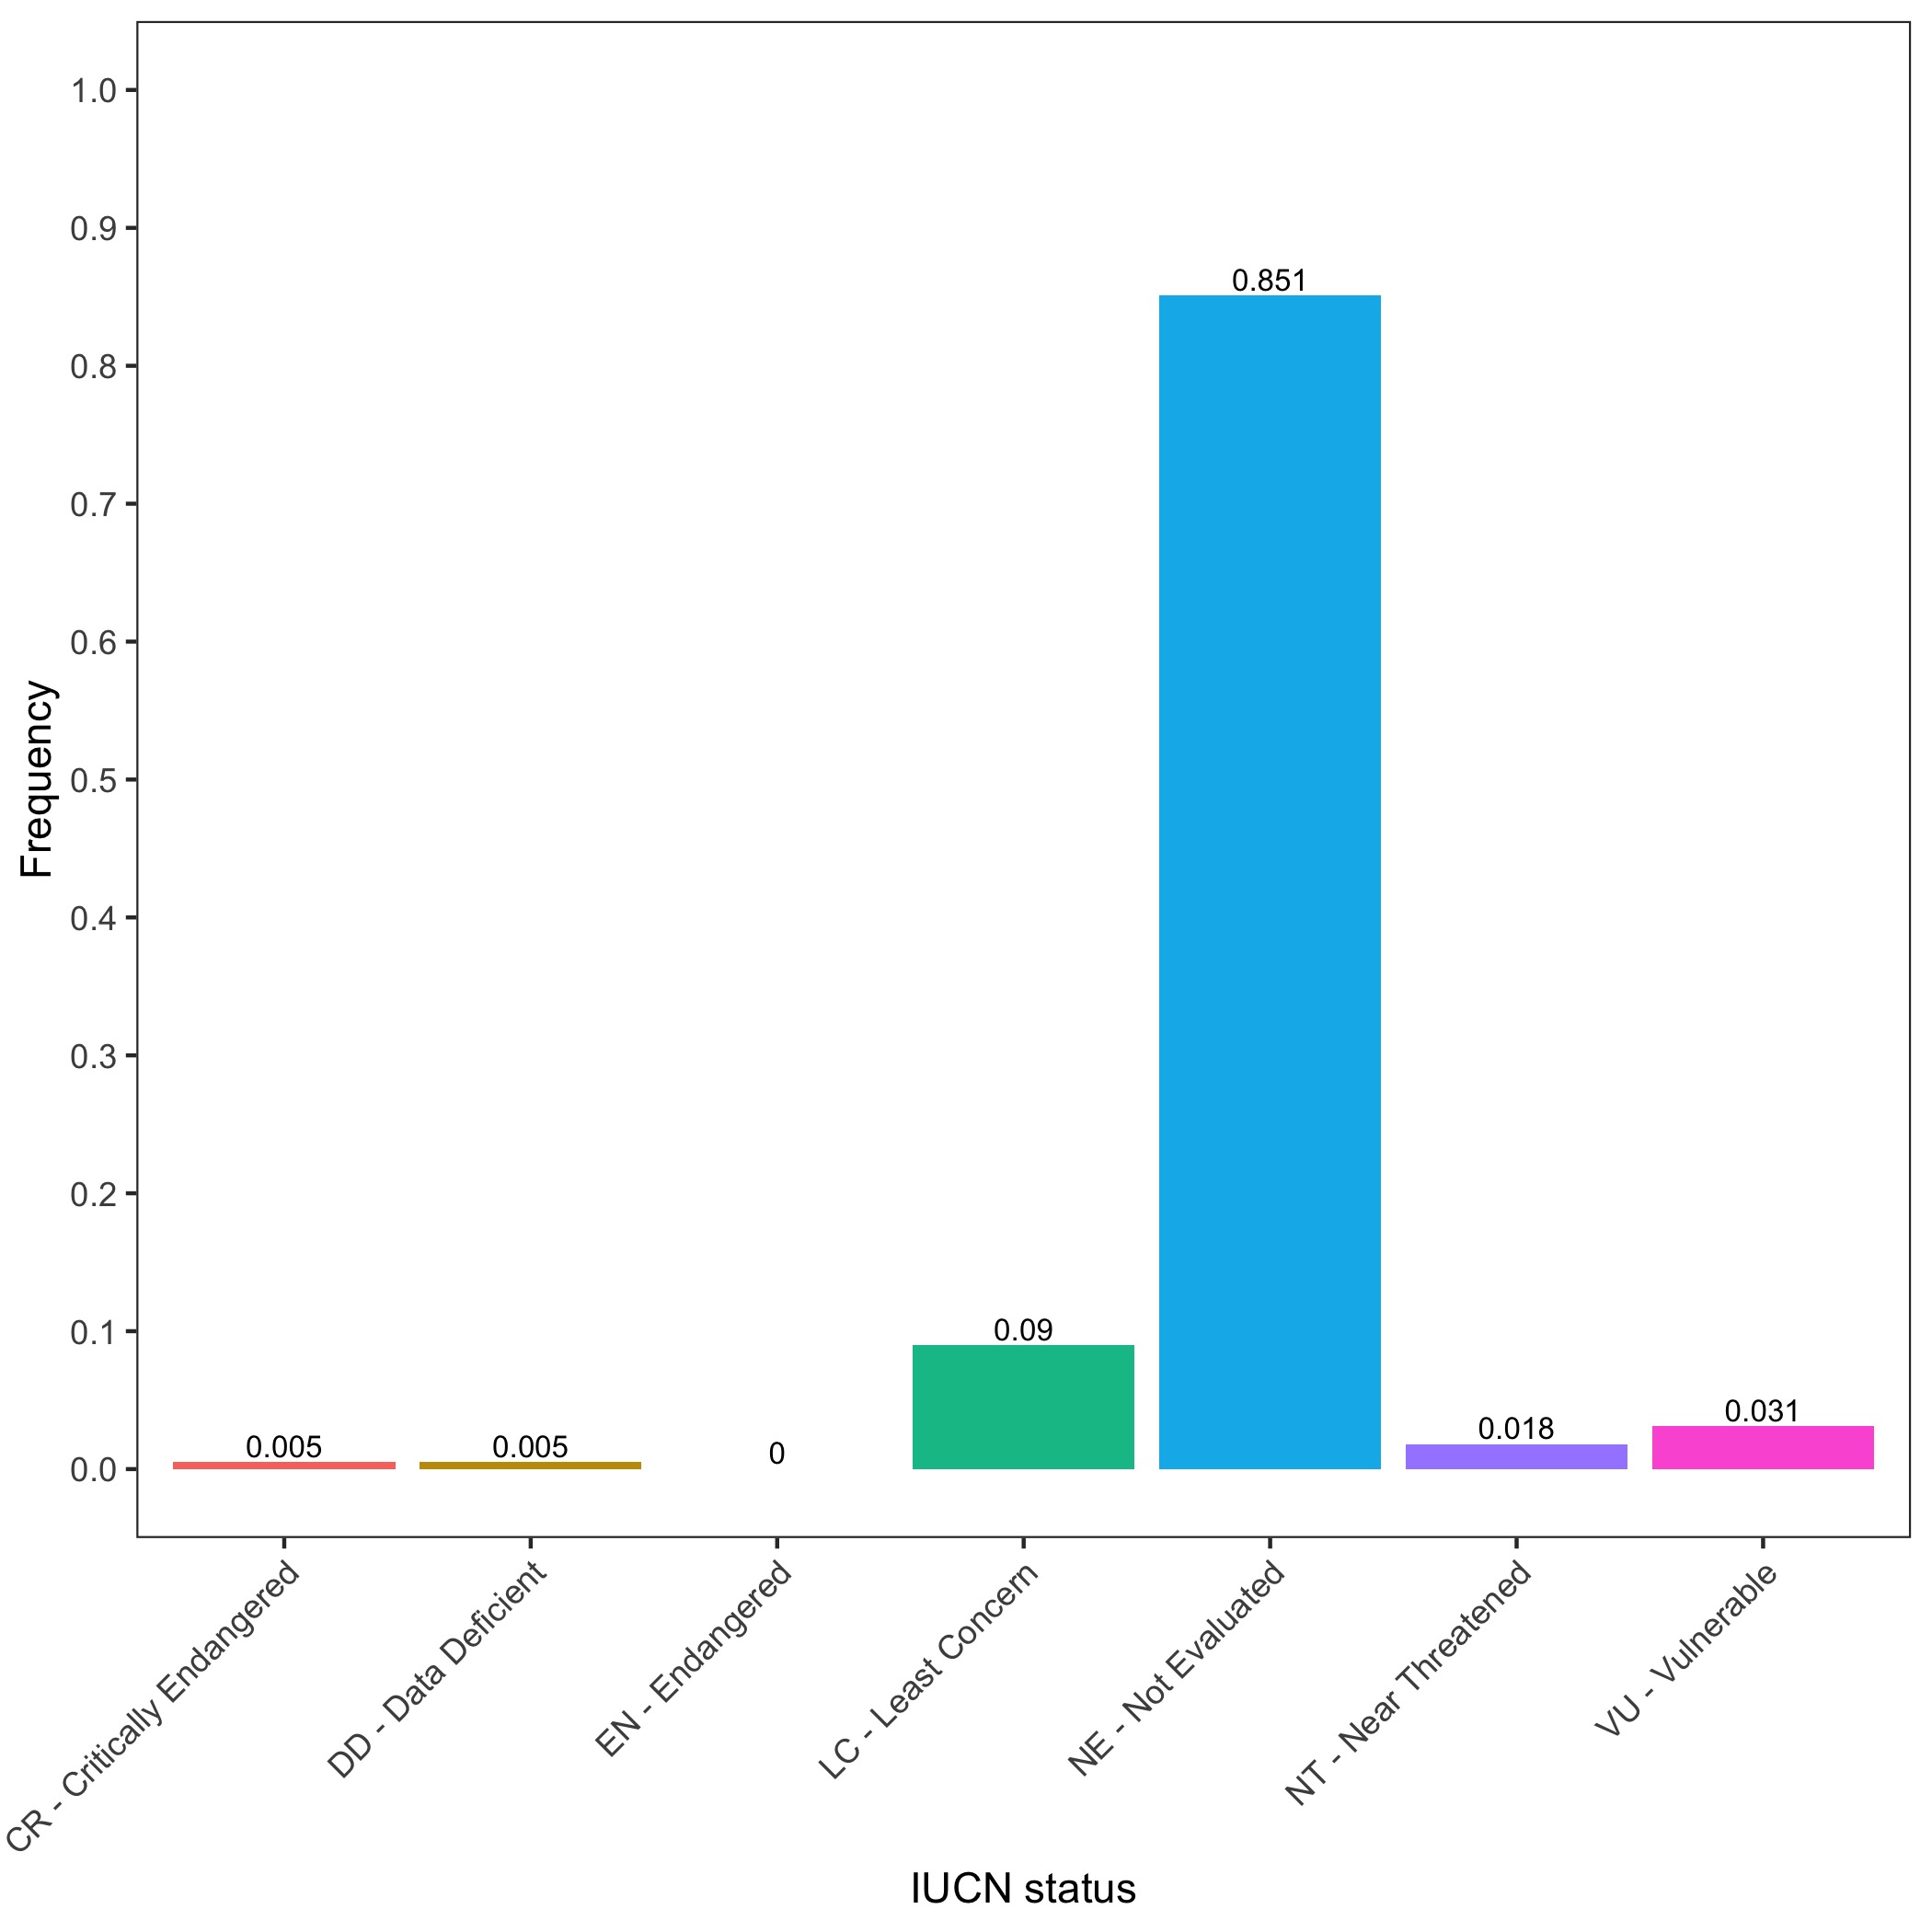 1.0
0.9
0.8
0.7
0.6
0.5
0.4
0.3
0.2
0.1
0.0
Frequency
0.005
0.005
0
0.09
0.851
0.018
0.031
CR - Critically Endangered
DD - Data Deficient
EN - Endangered
LC - Least Concern
NE - Not Evaluated
NT - Near Threatened
VU - Vulnerable
IUCN status